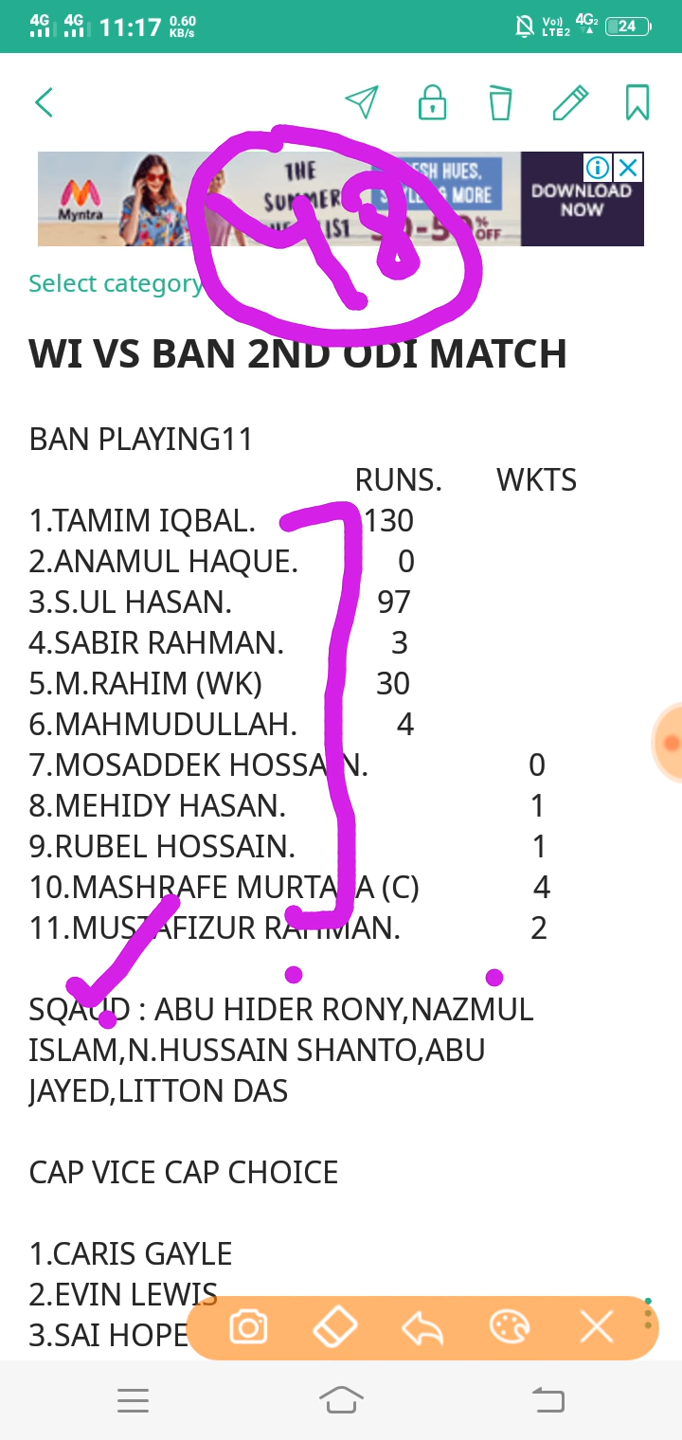 4G 4G 11:17 0.60 KB/s Vo)) LTE2 4G2 24
THE
SUMMER
Myntra
SH HUES,
MORE
% OFF
DOWNLOAD
NOW
48
Select category
WI VS BAN 2ND ODI MATCH
BAN PLAYING11
RUNS. WKTS
1.TAMIM IQBAL. 130
2.ANAMUL HAQUE. 0
3.S.UL HASAN. 97
4.SABIR RAHMAN. 3
5.M.RAHIM (WK) 30
6.MAHMUDULLAH. 4
7.MOSADDEK HOSSAIN. 0
8.MEHIDY HASAN. 1
9.RUBEL HOSSAIN. 1
10.MASHRAFE MURTAZA (C) 4
11.MUSTAFIZUR RAHMAN. 2
SQAUD : ABU HIDER RONY,NAZMUL
ISLAM,N.HUSSAIN SHANTO,ABU
JAYED,LITTON DAS
CAP VICE CAP CHOICE
1.CARIS GAYLE
2.EVIN LEWIS
3.SAI HOPE